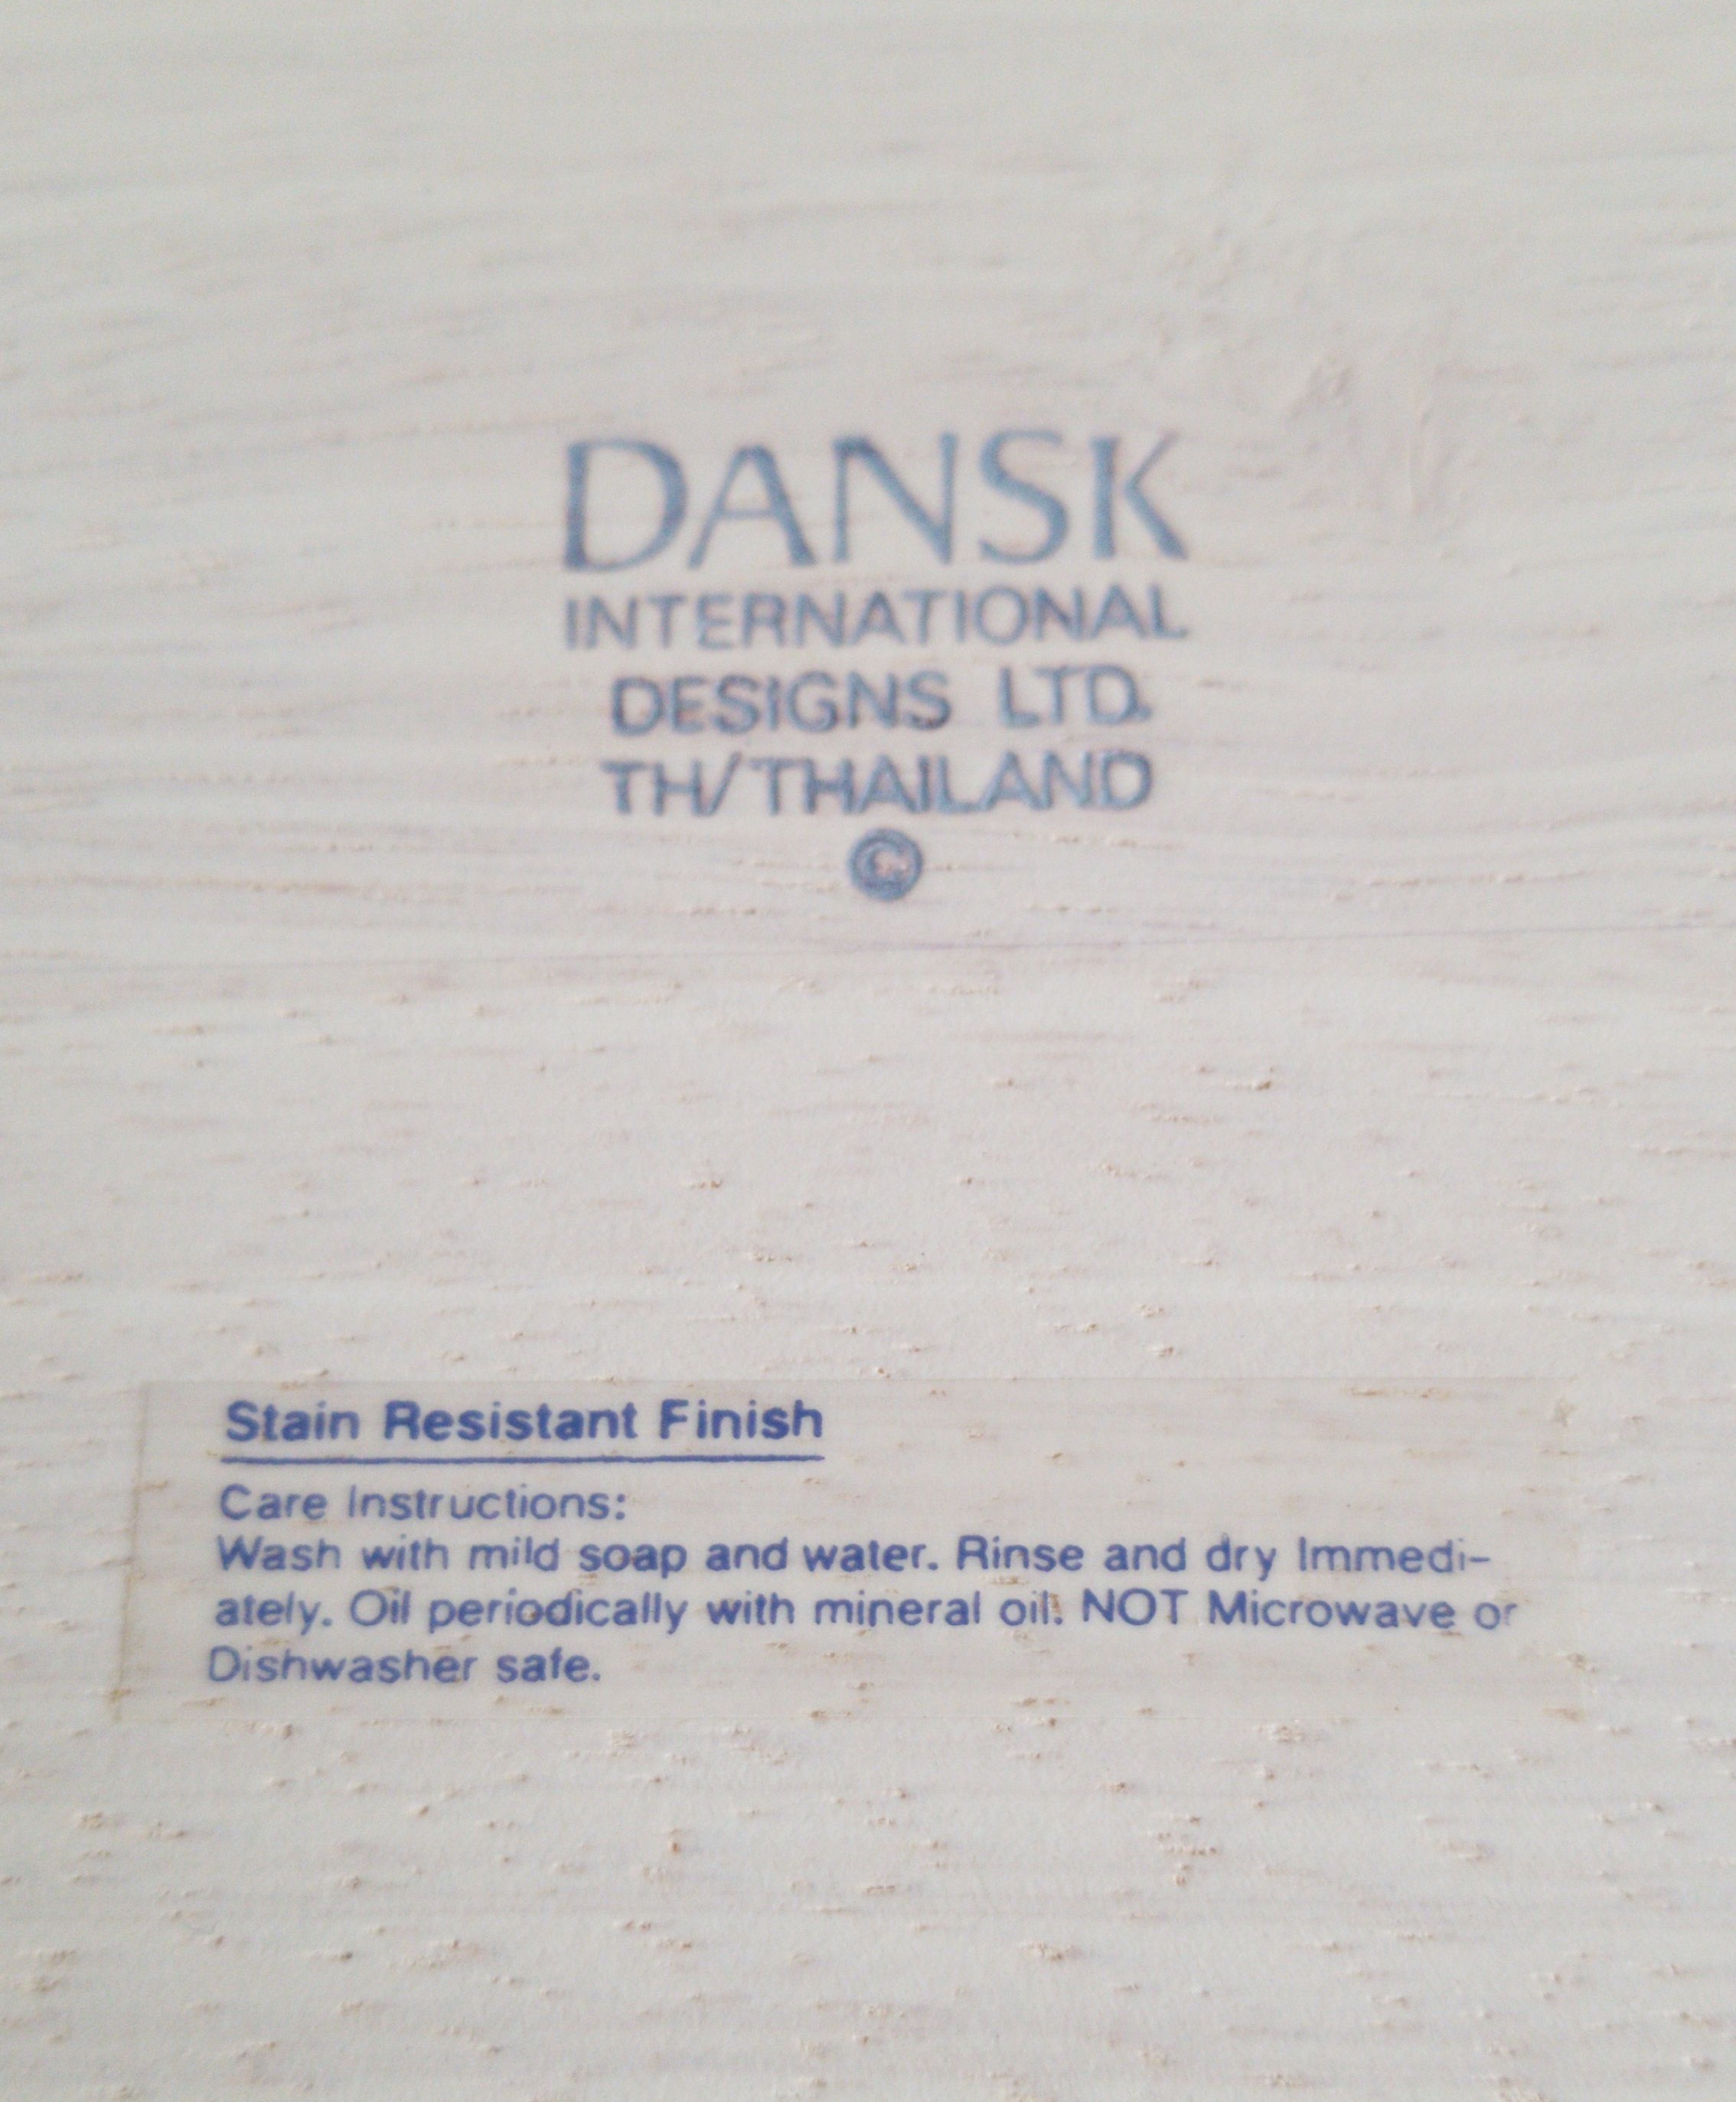 DANSK
INTERNATIONAL
DESIGNS LTD.
TH/THAILAND
©
Stain Resistant Finish
Care Instructions:
Wash with mild soap and water. Rinse and dry Immedi-
ately. Oil periodically with mineral oil. NOT Microwave or
Dishwasher safe.